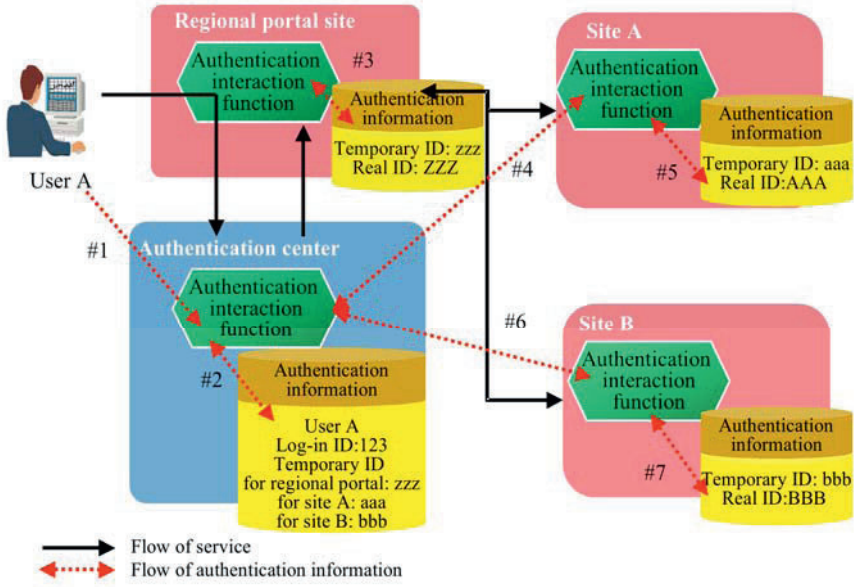 Regional portal site
Authentication
interaction
function
#3
Authentication
information
Temporary ID: zzz
Real ID: ZZZ
Site A
Authentication
interaction
function
Authentication
information
#4
#5
Temporary ID: aaa
Real ID:AAA
User A
#1
Authentication center
Authentication
interaction
function
#2
Authentication
information
User A
Log-in ID:123
Temporary ID
for regional portal: zzz
for site A: aaa
for site B: bbb
#6
Site B
Authentication
interaction
function
Authentication
information
#7
Temporary ID: bbb
Real ID:BBB
Flow of service
Flow of authentication information